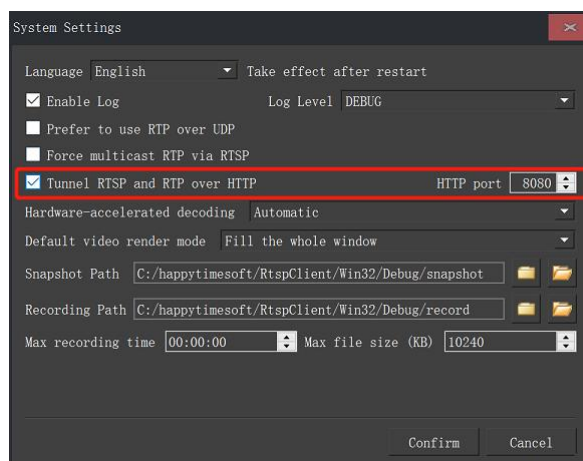 System Settings
Language English Take effect after restart
Enable Log Log Level DEBUG
Prefer to use RTP over UDP
Force multicast RTP via RTSP
Tunnel RTSP and RTP over HTTP HTTP port 8080
Hardware-accelerated decoding Automatic
Default video render mode Fill the whole window
Snapshot Path C:/happytimesoft/RtspClient/Win32/Debug/snapshot
Recording Path C:/happytimesoft/RtspClient/Win32/Debug/record
Max recording time 00:00:00 Max file size (KB) 10240
Confirm Cancel